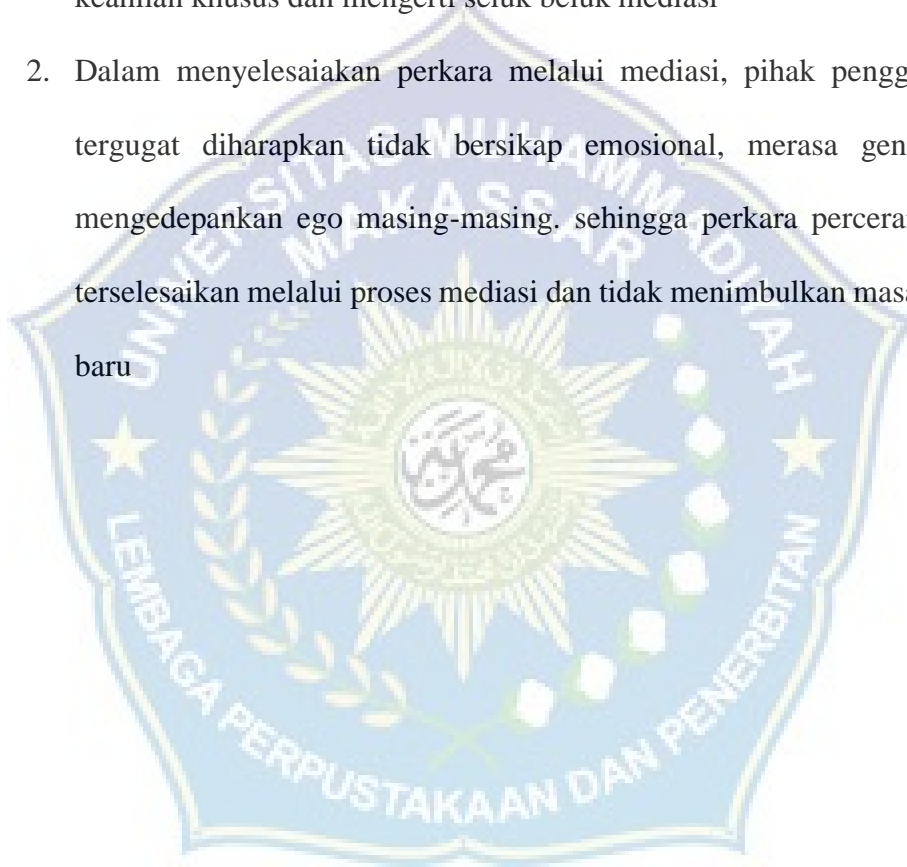 keahlian khusus dan mengerti seluk beluk mediasi
2. Dalam menyelesaiakan perkara melalui mediasi, pihak pengg
tergugat diharapkan tidak bersikap emosional, merasa gen
mengedepankan ego masing-masing. sehingga perkara percera
terselesaikan melalui proses mediasi dan tidak menimbulkan masa
baru
UNIVERSITAS MUHAMMADIYAH
MAKASSAR
LEMBAGA PERPUSTAKAAN DAN PENERBITAN